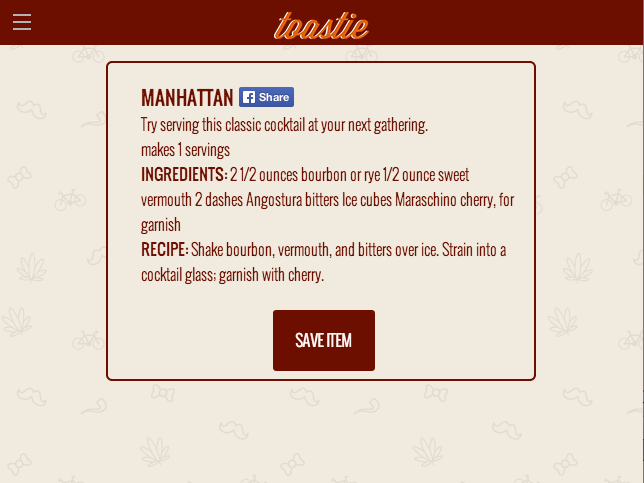 toastie
MANHATTAN Share
Try serving this classic cocktail at your next gathering.
makes 1 servings
INGREDIENTS: 2 1/2 ounces bourbon or rye 1/2 ounce sweet
vermouth 2 dashes Angostura bitters Ice cubes Maraschino cherry, for
garnish
RECIPE: Shake bourbon, vermouth, and bitters over ice. Strain into a
cocktail glass; garnish with cherry.
SAVE ITEM